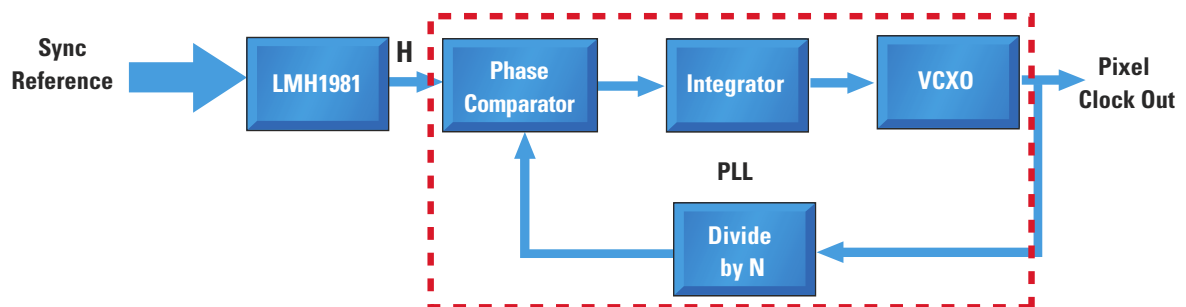 Sync
Reference
LMH1981
H
Phase
Comparator
Integrator
VCXO
Pixel
Clock Out
PLL
Divide
by N